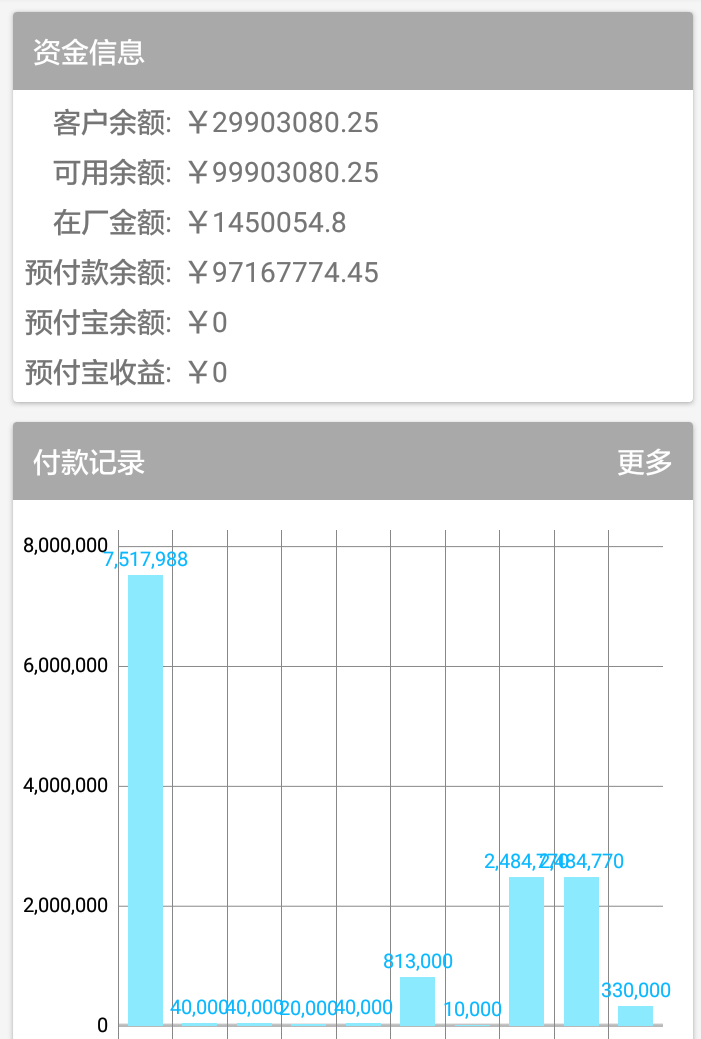 资金信息
客户余额: ￥29903080.25
可用余额: ￥99903080.25
在厂金额: ￥1450054.8
预付款余额: ￥97167774.45
预付宝余额: ￥0
预付宝收益: ￥0
付款记录 更多
8,000,000
7,517,988
6,000,000
4,000,000
2,484,770 2,484,770
2,000,000
813,000
330,000
40,000 40,000 20,000 40,000 10,000
0